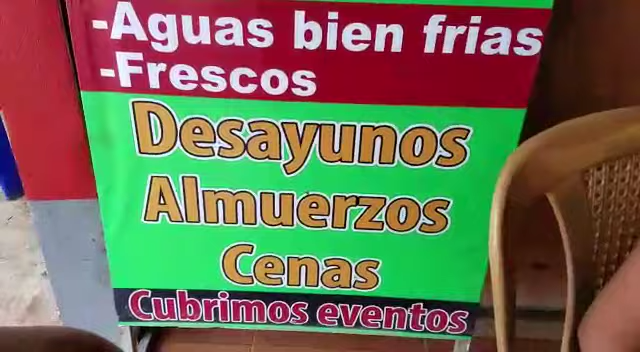 -Aguas bien frias
-Frescos
Desayunos
Almuerzos
Cenas
Cubrimos eventos